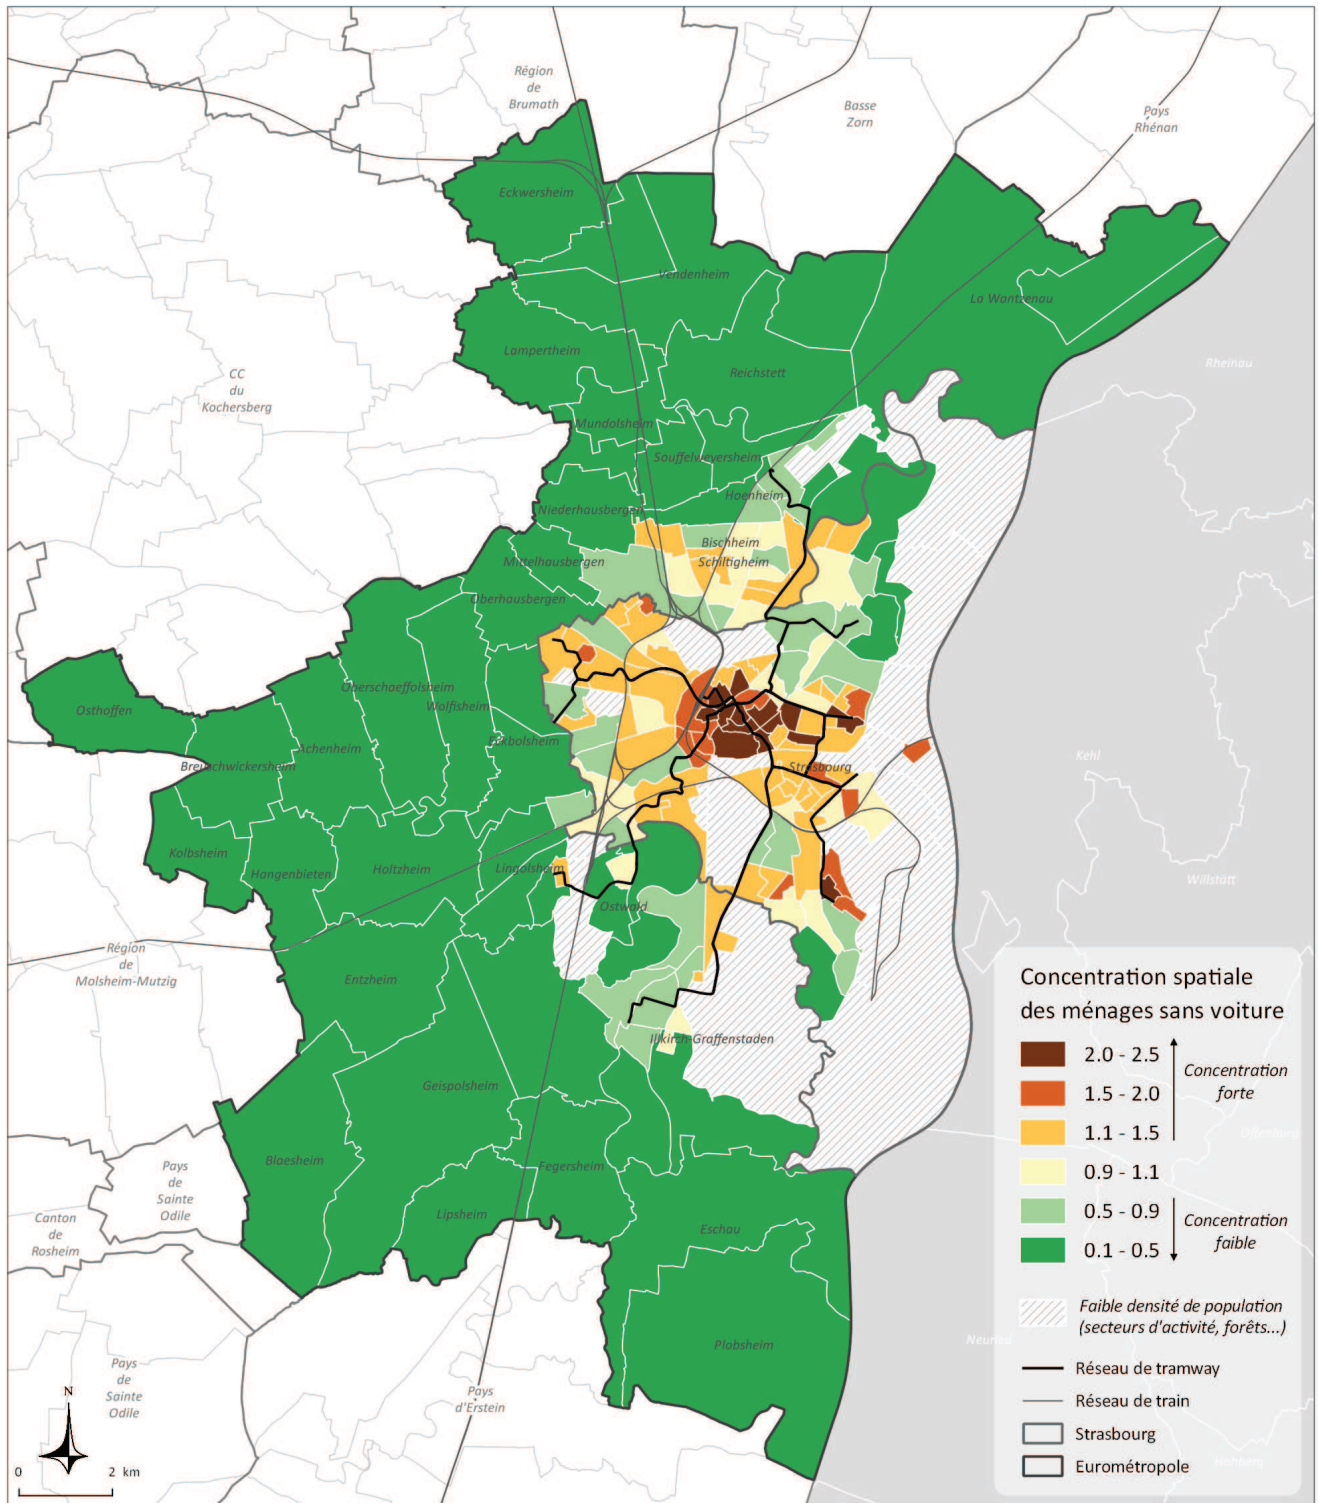 Région
de
Brumath
Basse
Zorn
Pays
Rhénan
Eckwersheim
Vendenheim
La Wantzenau
Lampertheim
Reichstett
Rheinau
CC
du
Kochersberg
Mundolsheim
Souffelweyersheim
Hoenheim
Niederhausbergen
Bischheim
Schiltigheim
Mittelhausbergen
Oberhausbergen
Oberschaeffolsheim
Wolfisheim
Osthoffen
Achenheim
Eckbolsheim
Breuschwickersheim
Strasbourg
Kehl
Kolbsheim
Hangenbieten
Holtzheim
Lingolsheim
Willstätt
Ostwald
Région
de
Molsheim-Mutzig
Entzheim
Illkirch-Graffenstaden
Geispolsheim
Offenburg
Blaesheim
Fegersheim
Pays
de
Sainte
Odile
Canton
de
Rosheim
Lipsheim
Eschau
Plobsheim
Pays
de
Sainte
Odile
Pays
d'Erstein
Hohberg
N
0 2 km
Concentration spatiale
des ménages sans voiture
2.0 - 2.5
1.5 - 2.0
1.1 - 1.5
0.9 - 1.1
0.5 - 0.9
0.1 - 0.5
Concentration
forte
Concentration
faible
Faible densité de population
(secteurs d'activité, forêts...)
Réseau de tramway
Réseau de train
Strasbourg
Eurométropole